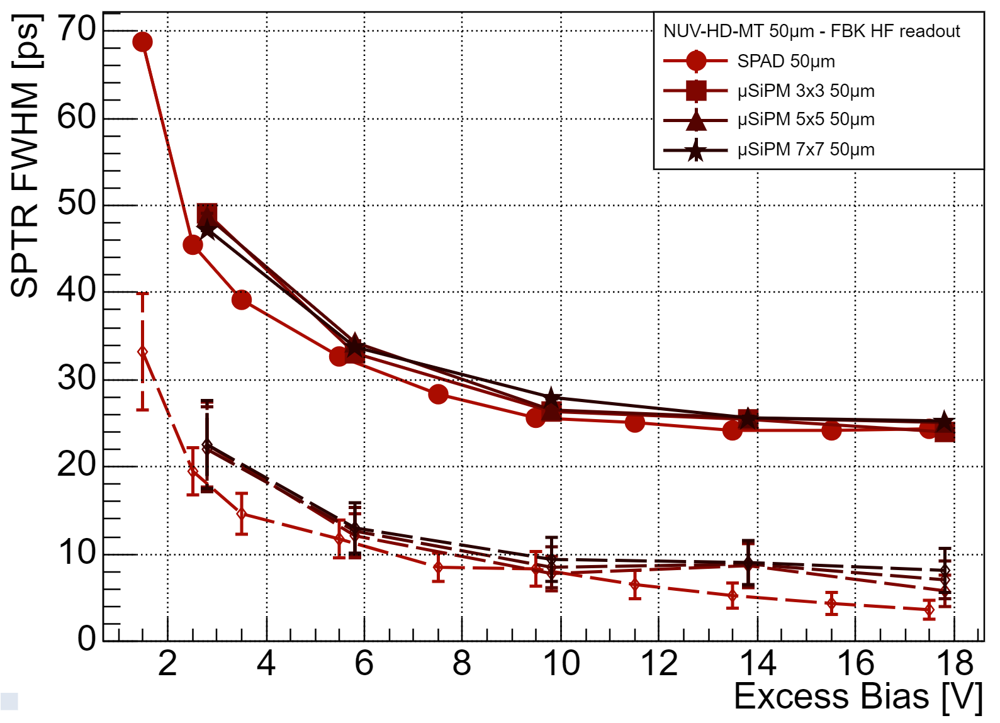 SPTR FWHM [ps]
70
60
50
40
30
20
10
0
NUV-HD-MT 50µm - FBK HF readout
SPAD 50µm
µSiPM 3x3 50µm
µSiPM 5x5 50µm
µSiPM 7x7 50µm
2 4 6 8 10 12 14 16 18
Excess Bias [V]